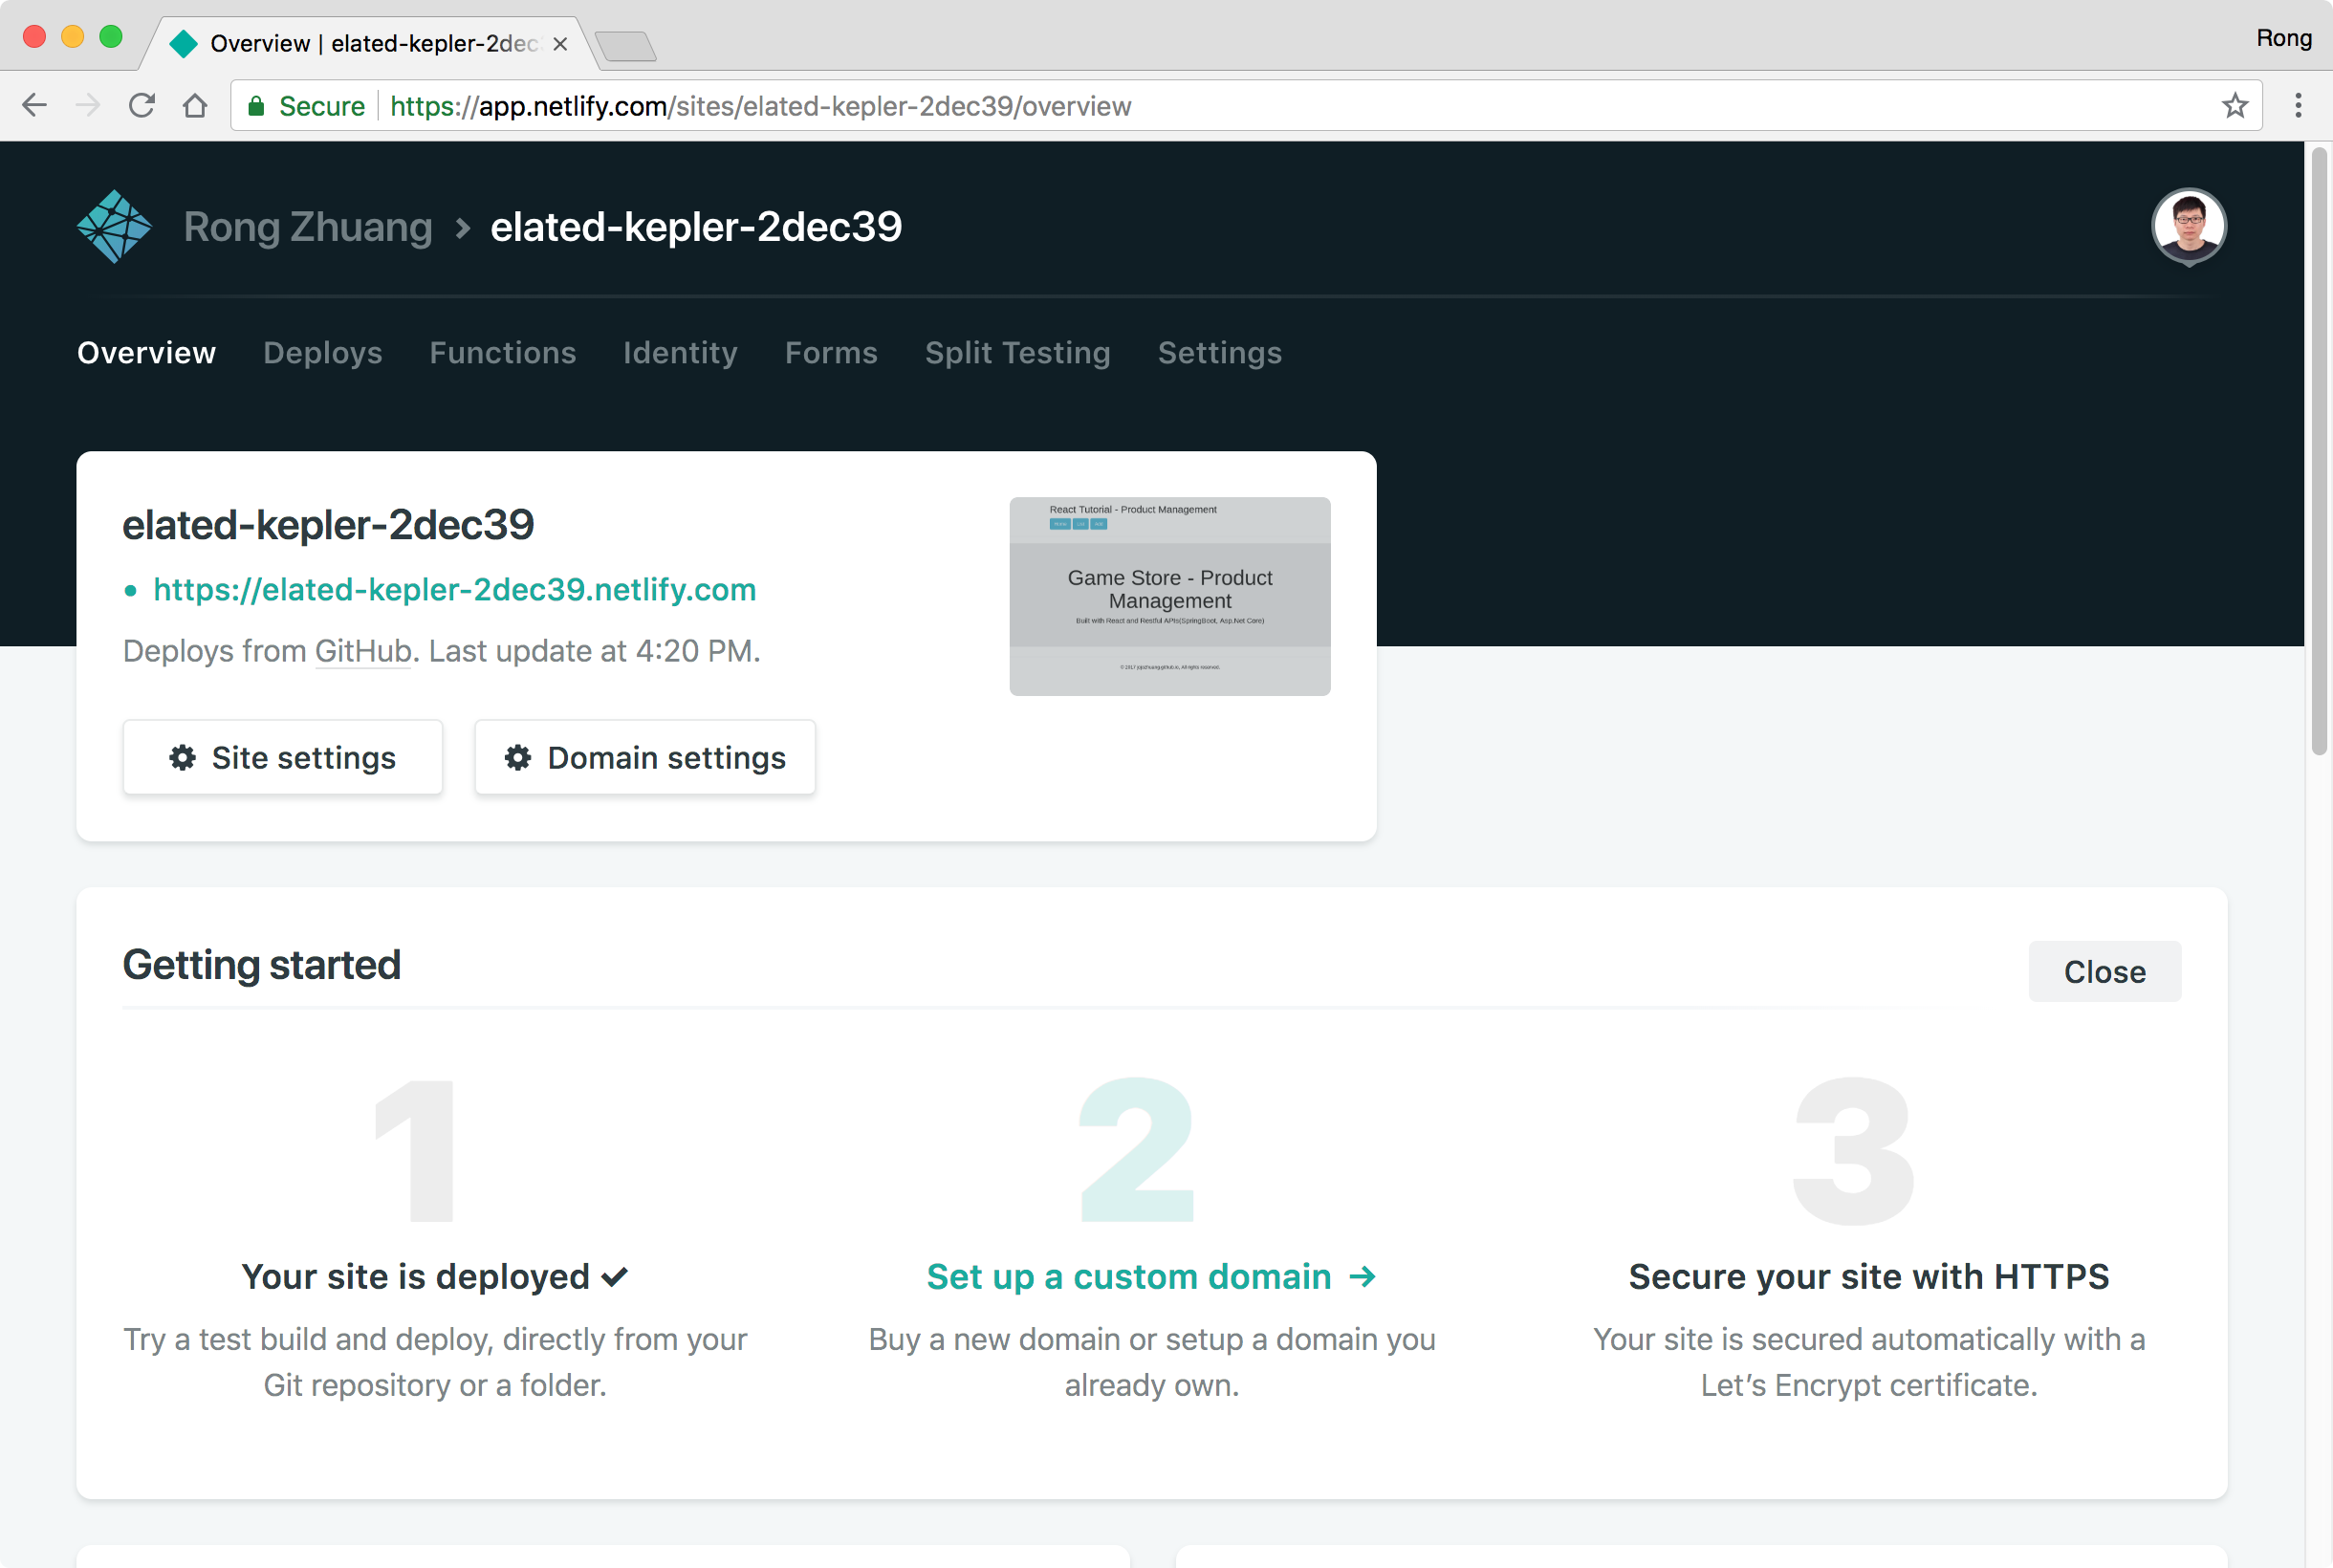 Overview | elated-kepler-2dec
Rong
Secure https://app.netlify.com/sites/elated-kepler-2dec39/overview
Rong Zhuang > elated-kepler-2dec39
Overview Deploys Functions Identity Forms Split Testing Settings
elated-kepler-2dec39
• https://elated-kepler-2dec39.netlify.com
Deploys from GitHub. Last update at 4:20 PM.
Site settings Domain settings
React Tutorial - Product Management
Game Store - Product
Management
Built with React and Restful APIs(SpringBoot, Asp.Net Core)
Getting started
Close
1
Your site is deployed ✔
Try a test build and deploy, directly from your
Git repository or a folder.
2
Set up a custom domain →
Buy a new domain or setup a domain you
already own.
3
Secure your site with HTTPS
Your site is secured automatically with a
Let’s Encrypt certificate.